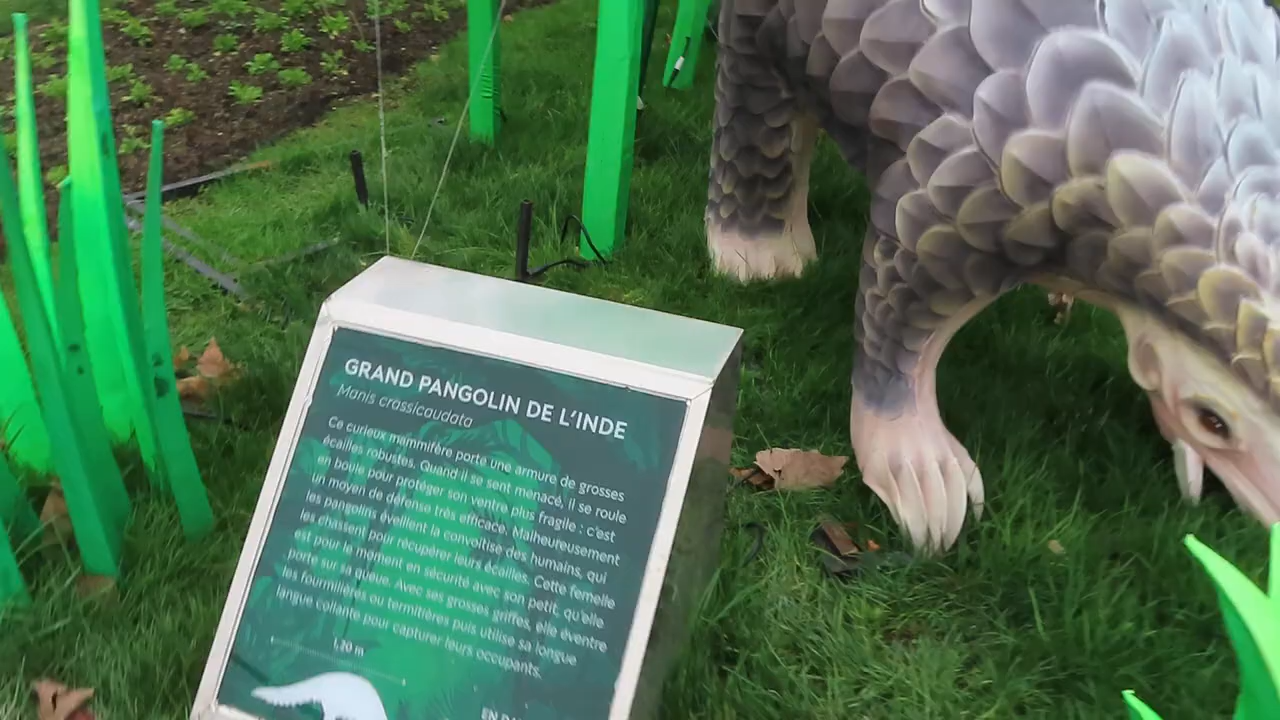 GRAND PANGOLIN DE L'INDE
Manis crassicaudata
Ce curieux mammifère porte une armure de grosses
écailles robustes. Quand il se sent menacé, il se roule
en boule pour protéger son ventre plus fragile : c'est
un moyen de défense très efficace. Malheureusement
les pangolins éveillent la convoitise des humains, qui
les chassent pour récupérer leurs écailles. Cette femelle
est pour le moment en sécurité avec son petit, qu'elle
port sur sa queue. Avec ses grosses griffes, elle éventre
les fourmilières ou termitières puis utilise sa longue
langue collante pour capturer leurs occupants.
1,20 m
EN